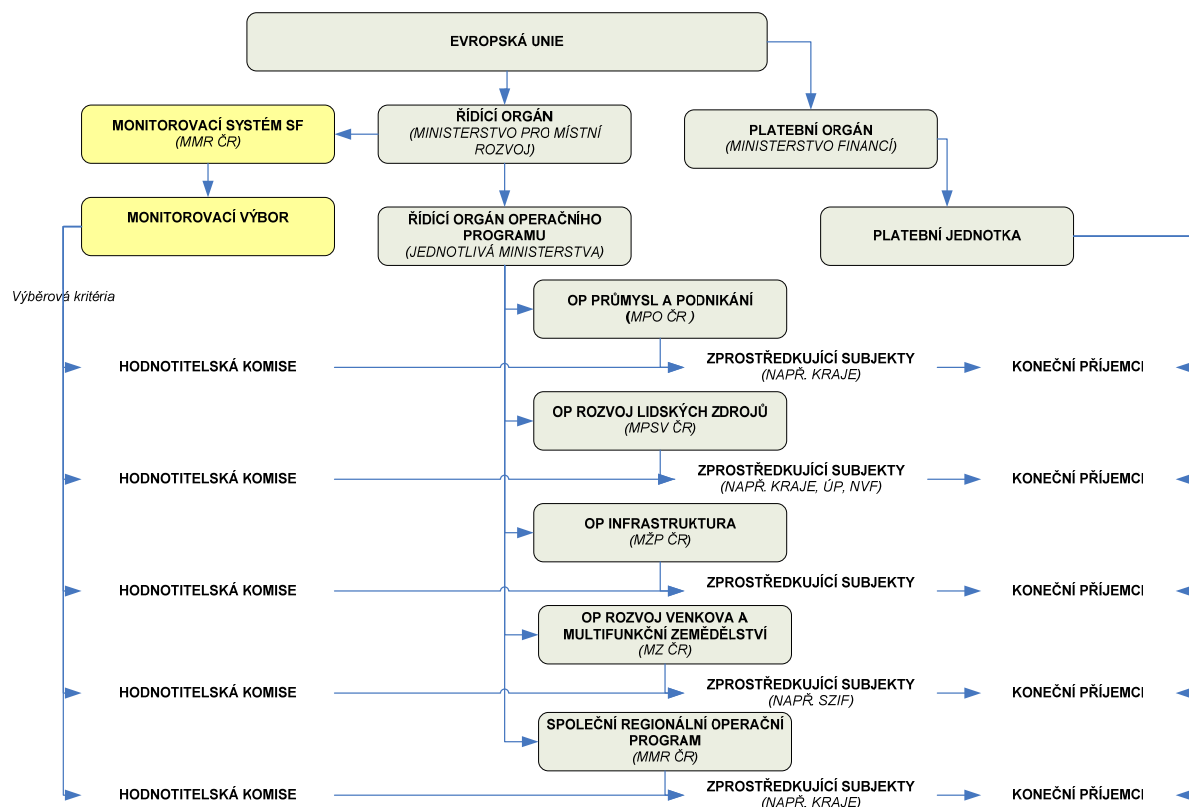 EVROPSKÁ UNIE
MONITOROVACÍ SYSTÉM SF
(MMR ČR)
ŘÍDÍCÍ ORGÁN
(MINISTERSTVO PRO MÍSTNÍ
ROZVOJ)
PLATEBNÍ ORGÁN
(MINISTERSTVO FINANCÍ)
MONITOROVACÍ VÝBOR
ŘÍDÍCÍ ORGÁN OPERAČNÍHO
PROGRAMU
(JEDNOTLIVÁ MINISTERSTVA)
PLATEBNÍ JEDNOTKA
Výběrová kritéria
OP PRŮMYSL A PODNIKÁNÍ
(MPO ČR )
HODNOTITELSKÁ KOMISE
ZPROSTŘEDKUJÍCÍ SUBJEKTY
(NAPŘ. KRAJE)
KONEČNÍ PŘÍJEMCI
OP ROZVOJ LIDSKÝCH ZDROJŮ
(MPSV ČR)
HODNOTITELSKÁ KOMISE
ZPROSTŘEDKUJÍCÍ SUBJEKTY
(NAPŘ. KRAJE, ÚP, NVF)
KONEČNÍ PŘÍJEMCI
OP INFRASTRUKTURA
(MŽP ČR)
HODNOTITELSKÁ KOMISE
ZPROSTŘEDKUJÍCÍ SUBJEKTY
KONEČNÍ PŘÍJEMCI
OP ROZVOJ VENKOVA A
MULTIFUNKČNÍ ZEMĚDĚLSTVÍ
(MZ ČR)
HODNOTITELSKÁ KOMISE
ZPROSTŘEDKUJÍCÍ SUBJEKTY
(NAPŘ. SZIF)
KONEČNÍ PŘÍJEMCI
SPOLEČNÍ REGIONÁLNÍ OPERAČNÍ
PROGRAM
(MMR ČR)
HODNOTITELSKÁ KOMISE
ZPROSTŘEDKUJÍCÍ SUBJEKTY
(NAPŘ. KRAJE)
KONEČNÍ PŘÍJEMCI